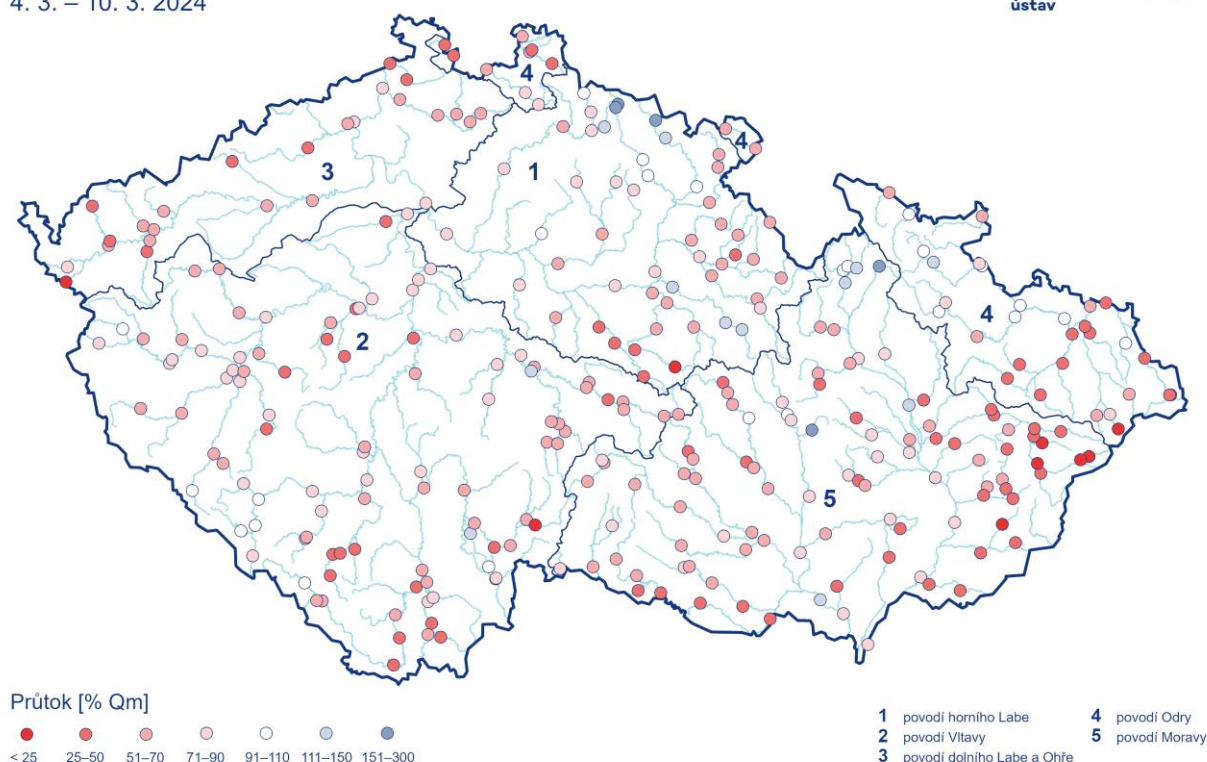 4. 3. – 10. 3. 2024
ústav
4
4
1
3
2
4
5
Průtok [% Qm]
< 25 25–50 51–70 71–90 91–110 111–150 151–300
1 povodí horního Labe
2 povodí Vltavy
3 povodí dolního Labe a Ohře
4 povodí Odry
5 povodí Moravy